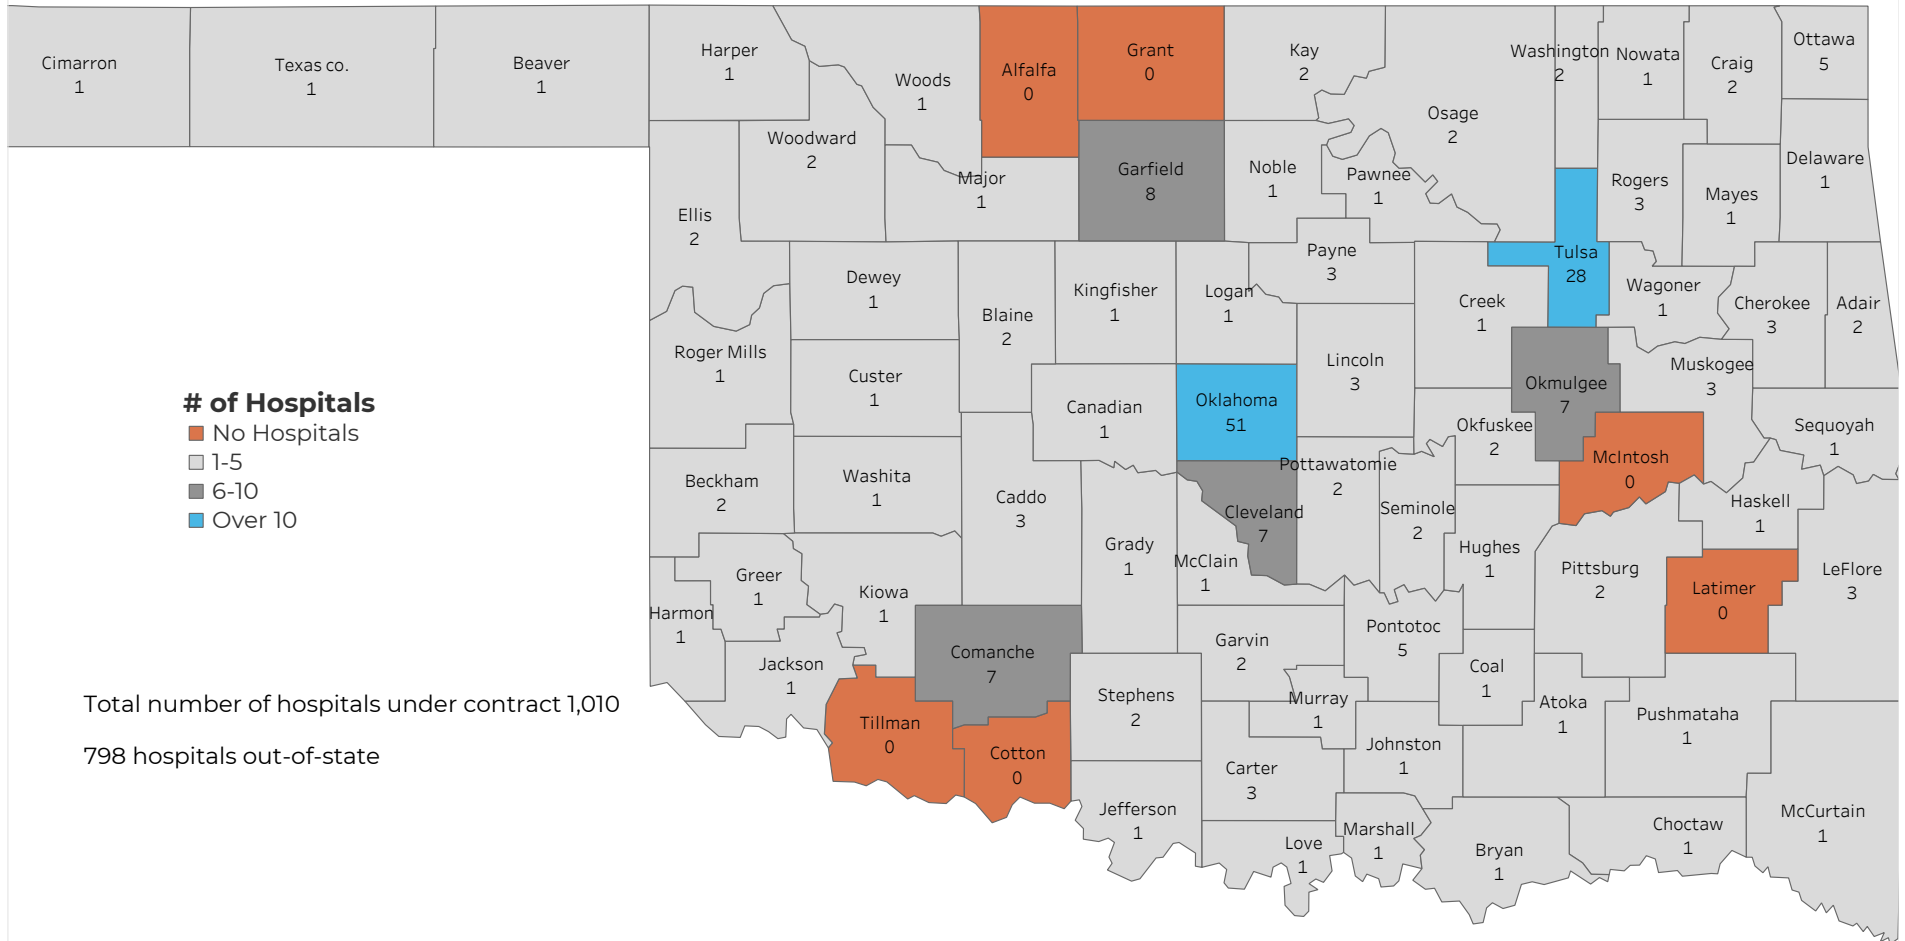 Cimarron
1
Texas co.
1
Beaver
1
Harper
1
Woods
1
Alfalfa
0
Grant
0
Kay
2
Osage
2
Washington
2
Nowata
1
Craig
2
Ottawa
5
Woodward
2
Ellis
2
Major
1
Garfield
8
Noble
1
Pawnee
1
Rogers
3
Mayes
1
Delaware
1
Dewey
1
Blaine
2
Kingfisher
1
Logan
1
Payne
3
Creek
1
Tulsa
28
Wagoner
1
Cherokee
3
Adair
2
Roger Mills
1
Custer
1
Canadian
1
Oklahoma
51
Lincoln
3
Okfuskee
2
Okmulgee
7
Muskogee
3
McIntosh
0
Sequoyah
1
# of Hospitals
No Hospitals
1-5
6-10
Over 10
Beckham
2
Washita
1
Caddo
3
Grady
1
McClain
1
Cleveland
7
Pottawatomie
2
Seminole
2
Hughes
1
Pittsburg
2
Haskell
1
Latimer
0
LeFlore
3
Harmon
1
Greer
1
Kiowa
1
Jackson
1
Comanche
7
Stephens
2
Garvin
2
Murray
1
Pontotoc
5
Coal
1
Atoka
1
Pushmataha
1
Total number of hospitals under contract 1,010
798 hospitals out-of-state
Tillman
0
Cotton
0
Jefferson
1
Carter
3
Love
1
Johnston
1
Marshall
1
Bryan
1
Choctaw
1
McCurtain
1